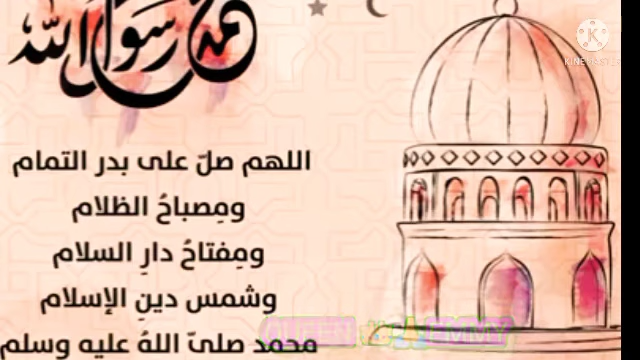 محمد رسول الله
اللهم صلّ على بدر التمام
ومِصباحُ الظلام
ومِفتاحُ دارِ السلام
وشمس دينِ الإسلام
محمد صلىّ اللهُ عليه وسلم